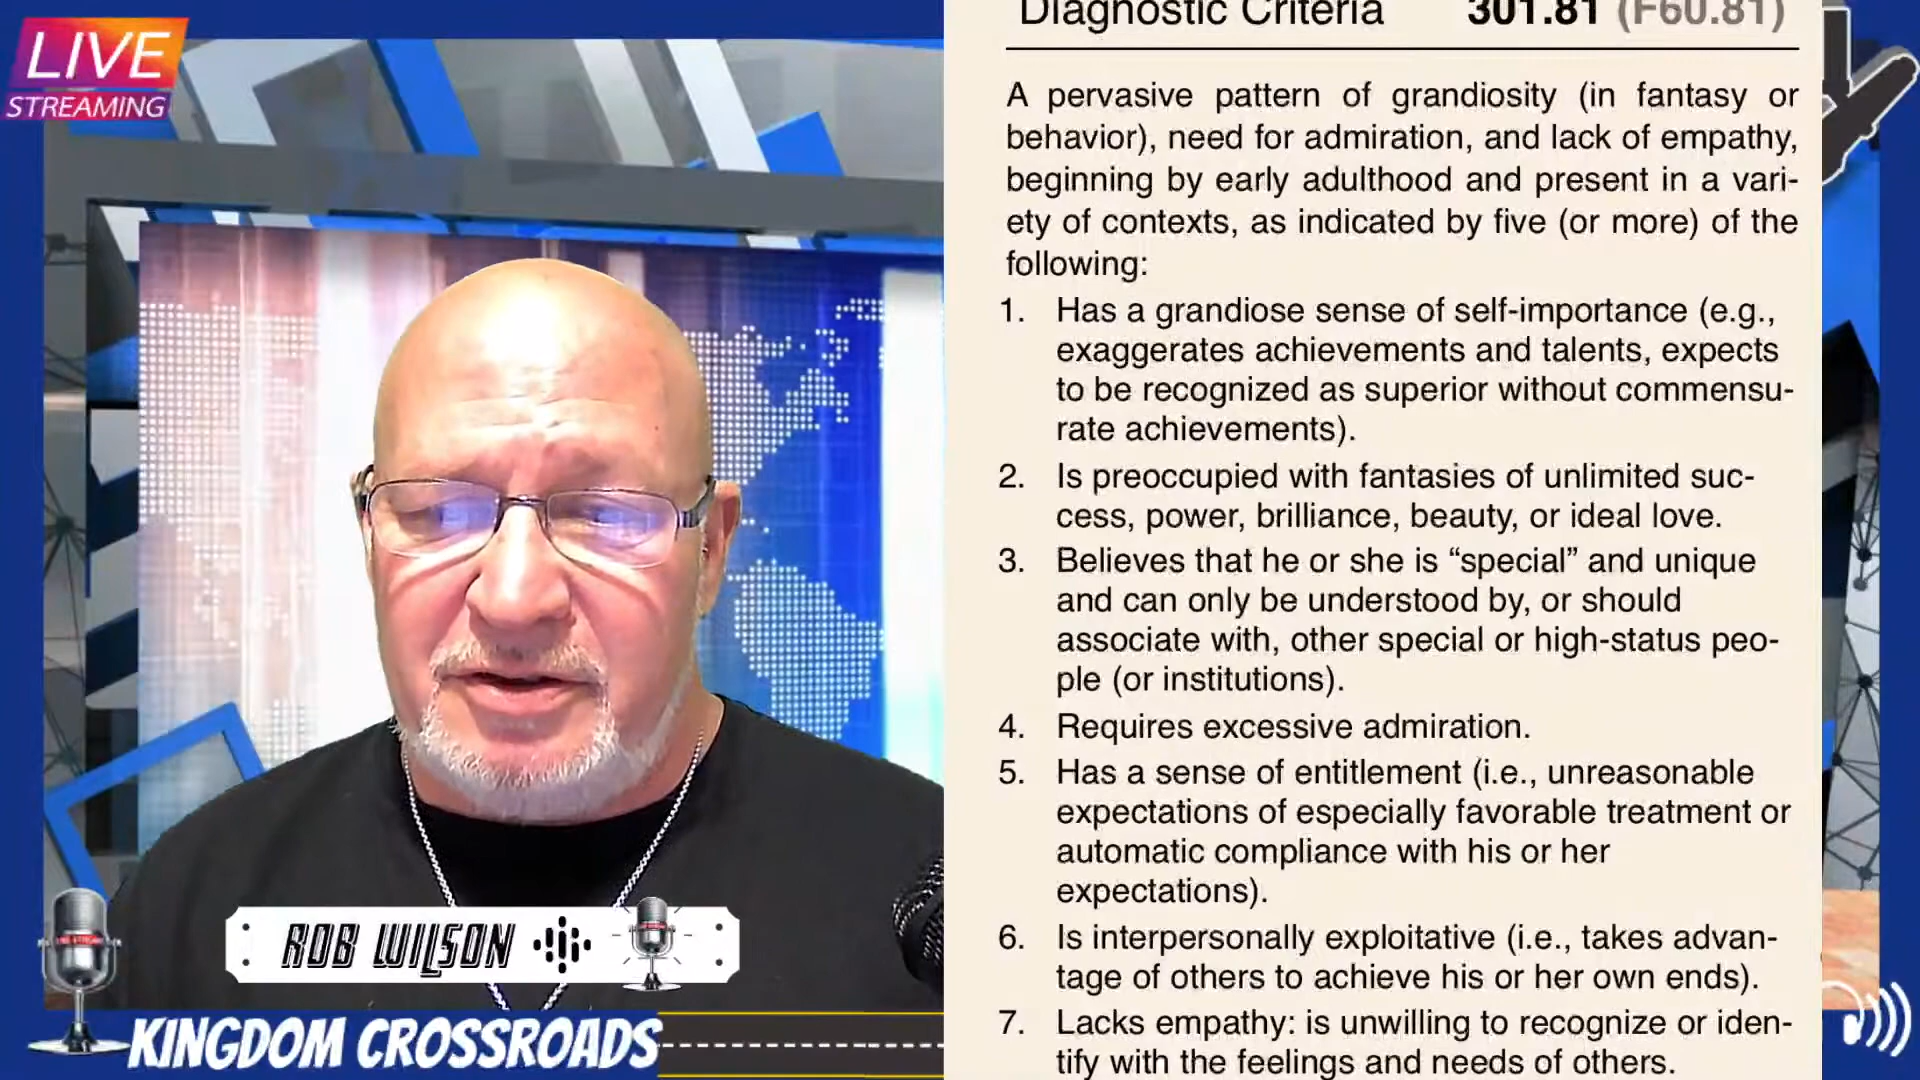 LIVE
STREAMING
Diagnostic Criteria 301.81 (F60.81)
A pervasive pattern of grandiosity (in fantasy or
behavior), need for admiration, and lack of empathy,
beginning by early adulthood and present in a vari-
ety of contexts, as indicated by five (or more) of the
following:
1. Has a grandiose sense of self-importance (e.g.,
exaggerates achievements and talents, expects
to be recognized as superior without commensu-
rate achievements).
2. Is preoccupied with fantasies of unlimited suc-
cess, power, brilliance, beauty, or ideal love.
3. Believes that he or she is “special” and unique
and can only be understood by, or should
associate with, other special or high-status peo-
ple (or institutions).
4. Requires excessive admiration.
5. Has a sense of entitlement (i.e., unreasonable
expectations of especially favorable treatment or
automatic compliance with his or her
expectations).
6. Is interpersonally exploitative (i.e., takes advan-
tage of others to achieve his or her own ends).
7. Lacks empathy: is unwilling to recognize or iden-
tify with the feelings and needs of others.
ROB WILSON
KINGDOM CROSSROADS